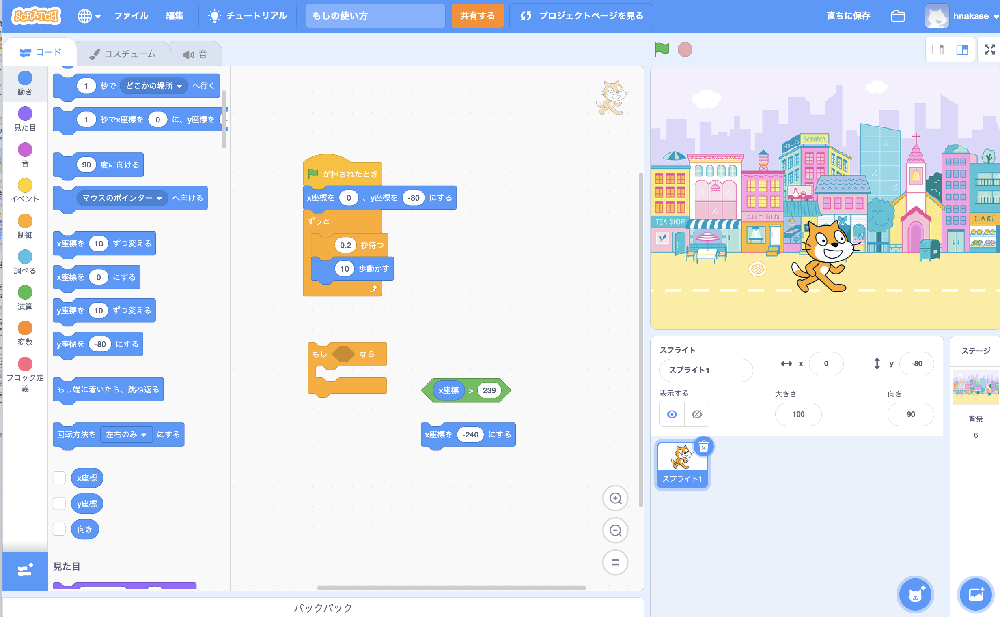 SCRATCH
ファイル
編集
チュートリアル
もしの使い方
共有する
プロジェクトページを見る
直ちに保存
hnakase
コード
コスチューム
音
動き
見た目
音
イベント
制御
調べる
演算
変数
ブロック定
義
1 秒で どこかの場所 へ行く
1 秒でx座標を 0 に、y座標を
90 度に向ける
マウスのポインター へ向ける
x座標を 10 ずつ変える
x座標を 0 にする
y座標を 10 ずつ変える
y座標を -80 にする
もし端に着いたら、跳ね返る
回転方法を 左右のみ にする
x座標
y座標
向き
見た目
が押されたとき
x座標を 0 、y座標を -80 にする
ずっと
0.2 秒待つ
10 歩動かす
もし なら
x座標 > 239
x座標を -240 にする
バックパック
HeLLO
Scratch
TEA SHOP
CITY BUN
CAKE
スプライト
スプライト1
x 0
y -80
表示する
大きさ
100
向き
90
スプライト1
ステージ
背景
6